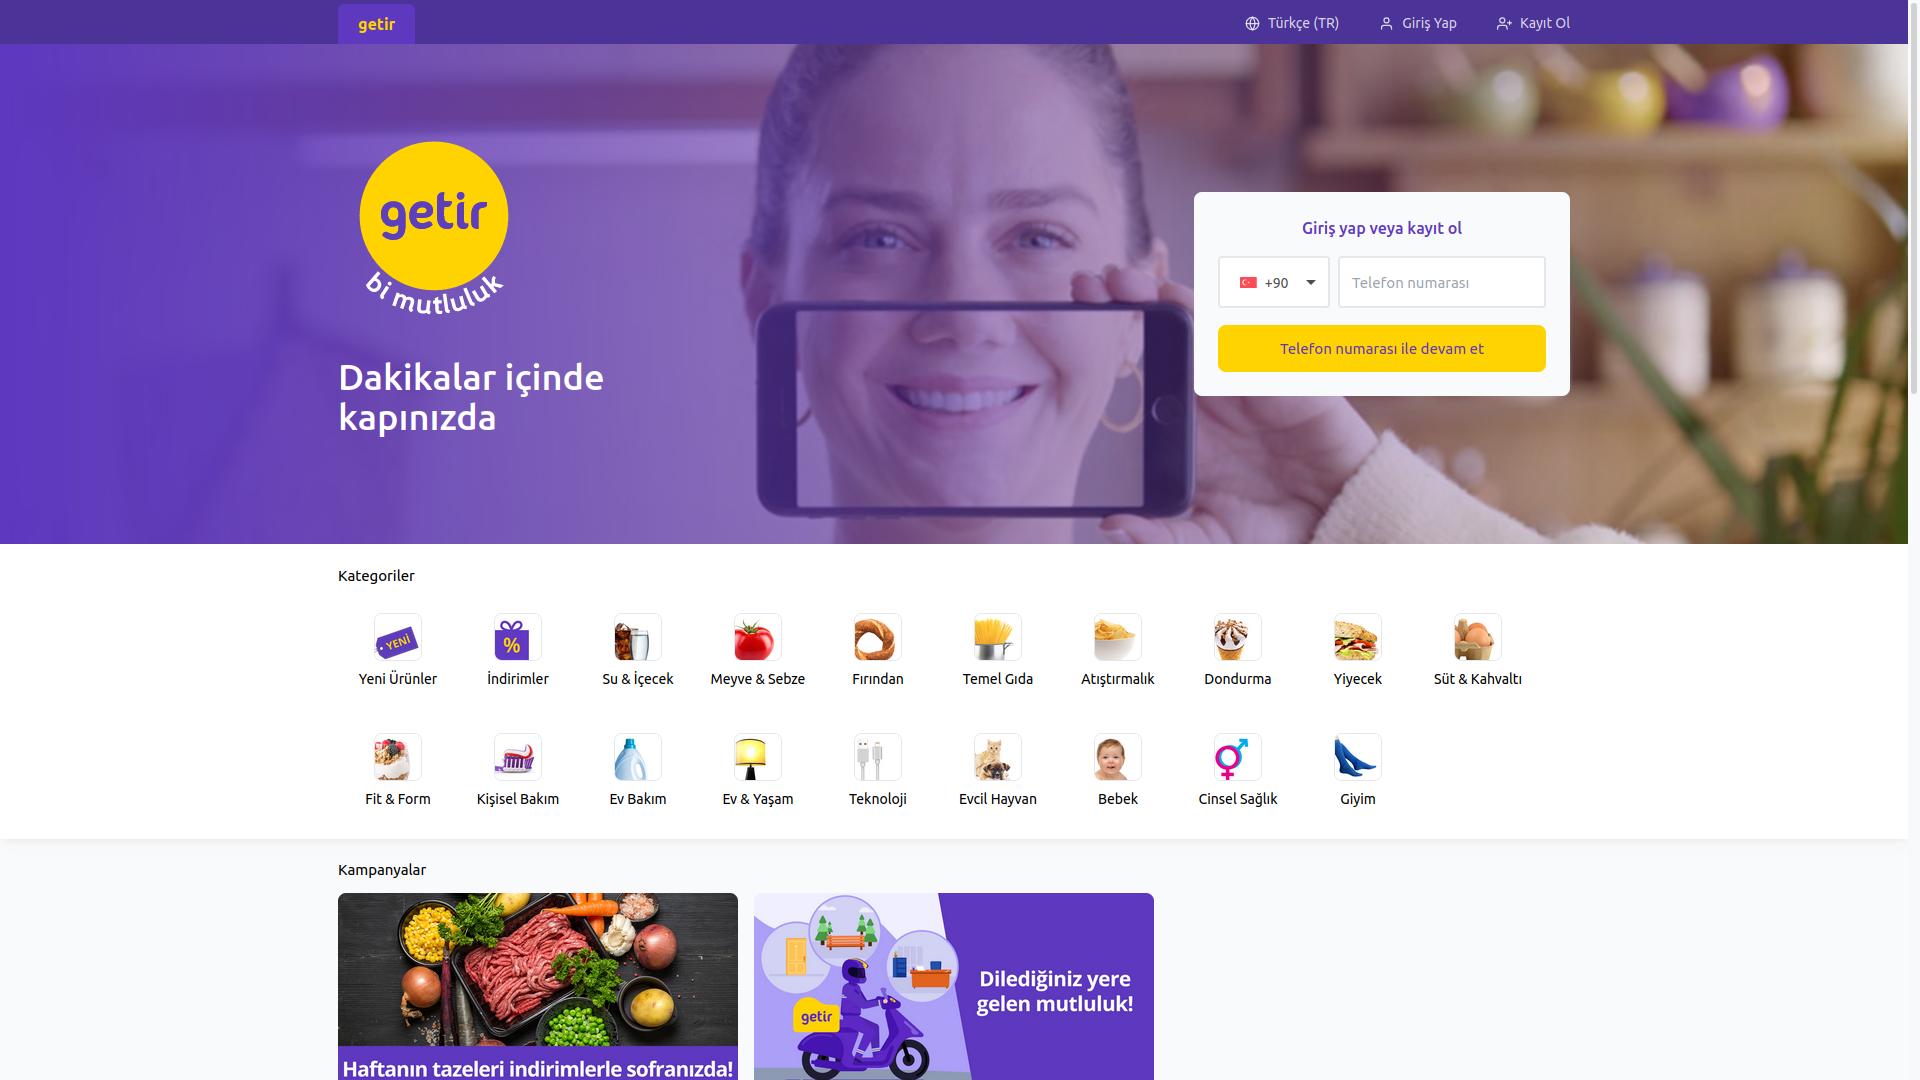 getir
Türkçe (TR)
Giriş Yap
Kayıt Ol
getir
bi mutluluk
Dakikalar içinde
kapınızda
Giriş yap veya kayıt ol
+90
Telefon numarası
Telefon numarası ile devam et
Kategoriler
YENİ
%
Yeni Ürünler
İndirimler
Su & İçecek
Meyve & Sebze
Fırından
Temel Gıda
Atıştırmalık
Dondurma
Yiyecek
Süt & Kahvaltı
Fit & Form
Kişisel Bakım
Ev Bakım
Ev & Yaşam
Teknoloji
Evcil Hayvan
Bebek
Cinsel Sağlık
Giyim
Kampanyalar
Haftanın tazeleri indirimlerle sofranızda!
getir
Dilediğiniz yere
gelen mutluluk!